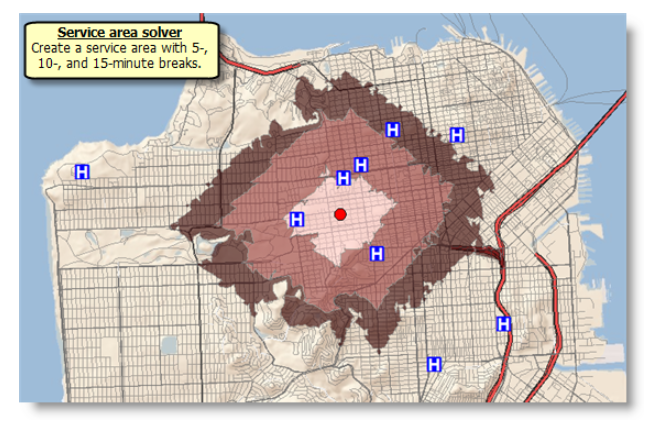 Service area solver
Create a service area with 5-,
10-, and 15-minute breaks.
H
H
H
H
H
H
H
H
H